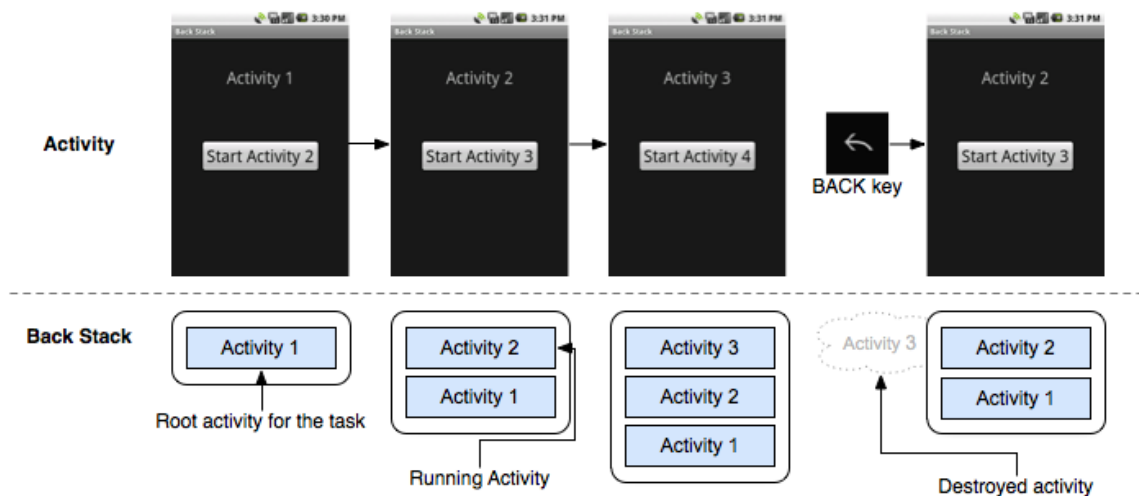 3:30 PM
Back Stack
Activity 1
Start Activity 2
3:31 PM
Back Stack
Activity 2
Start Activity 3
3:31 PM
Back Stack
Activity 3
Start Activity 4
3:31 PM
Back Stack
Activity 2
Start Activity 3
Activity
BACK key
Back Stack
Activity 1
Root activity for the task
Activity 2
Activity 1
Running Activity
Activity 3
Activity 2
Activity 1
Activity 3
Activity 2
Activity 1
Destroyed activity